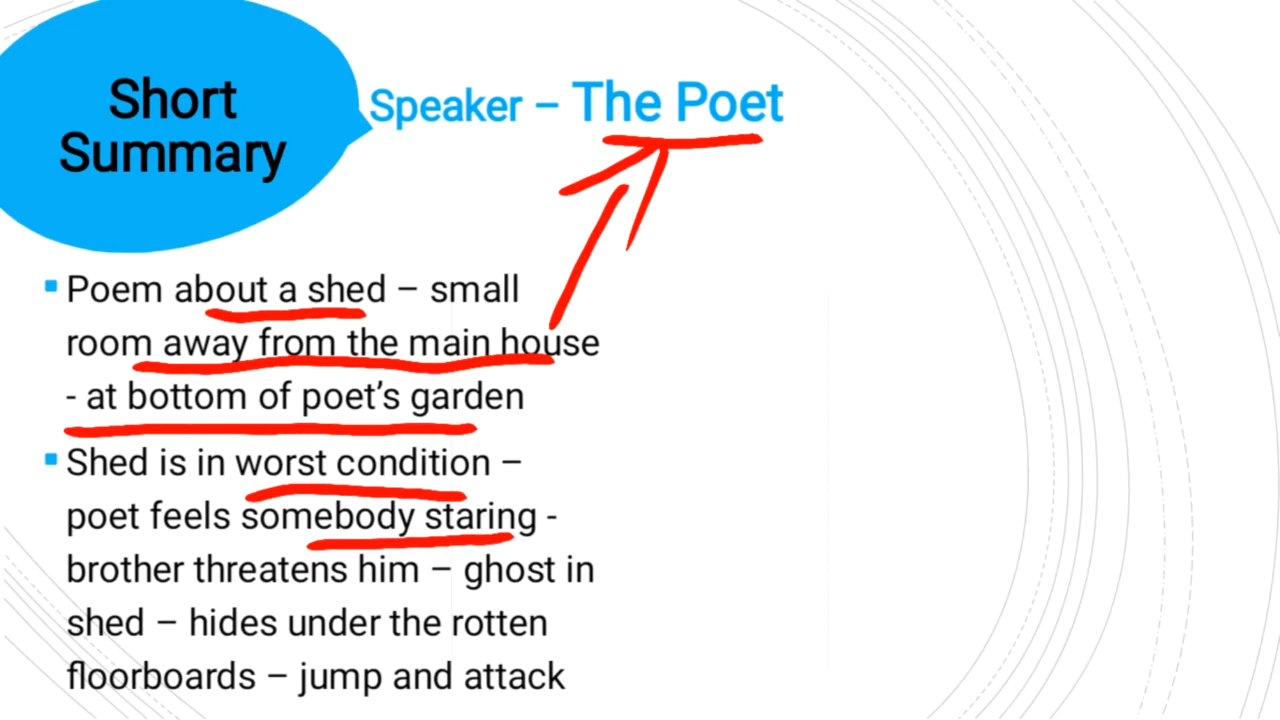 Short
Summary
Speaker – The Poet
Poem about a shed – small
room away from the main house
- at bottom of poet’s garden
Shed is in worst condition –
poet feels somebody staring -
brother threatens him – ghost in
shed – hides under the rotten
floorboards – jump and attack